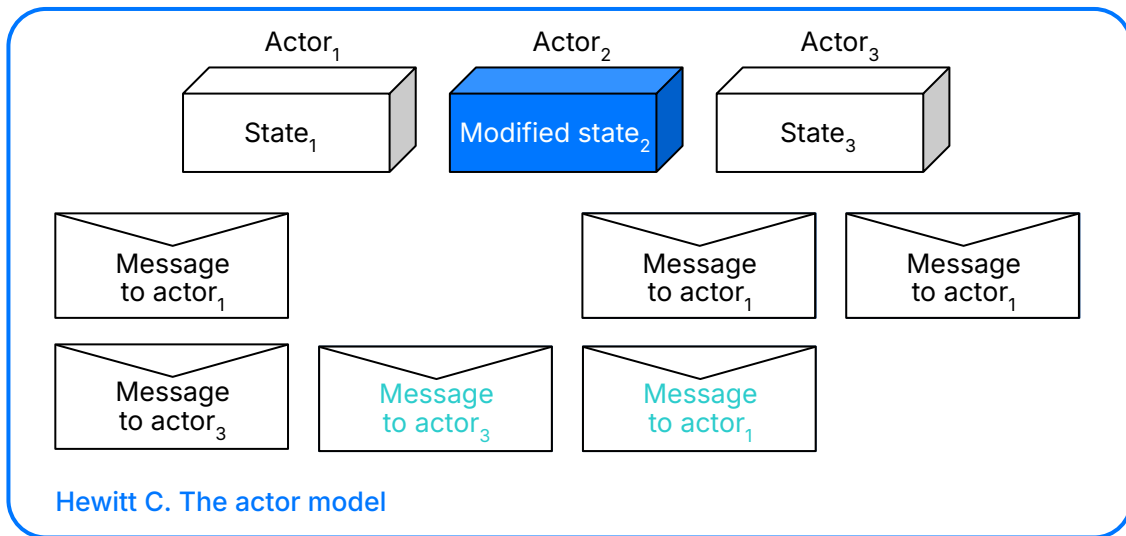 Actor₁ Actor₂ Actor₃
State₁ Modified state₂ State₃
Message
to actor₁
Message
to actor₁
Message
to actor₁
Message
to actor₃
Message
to actor₃
Message
to actor₁
Hewitt C. The actor model